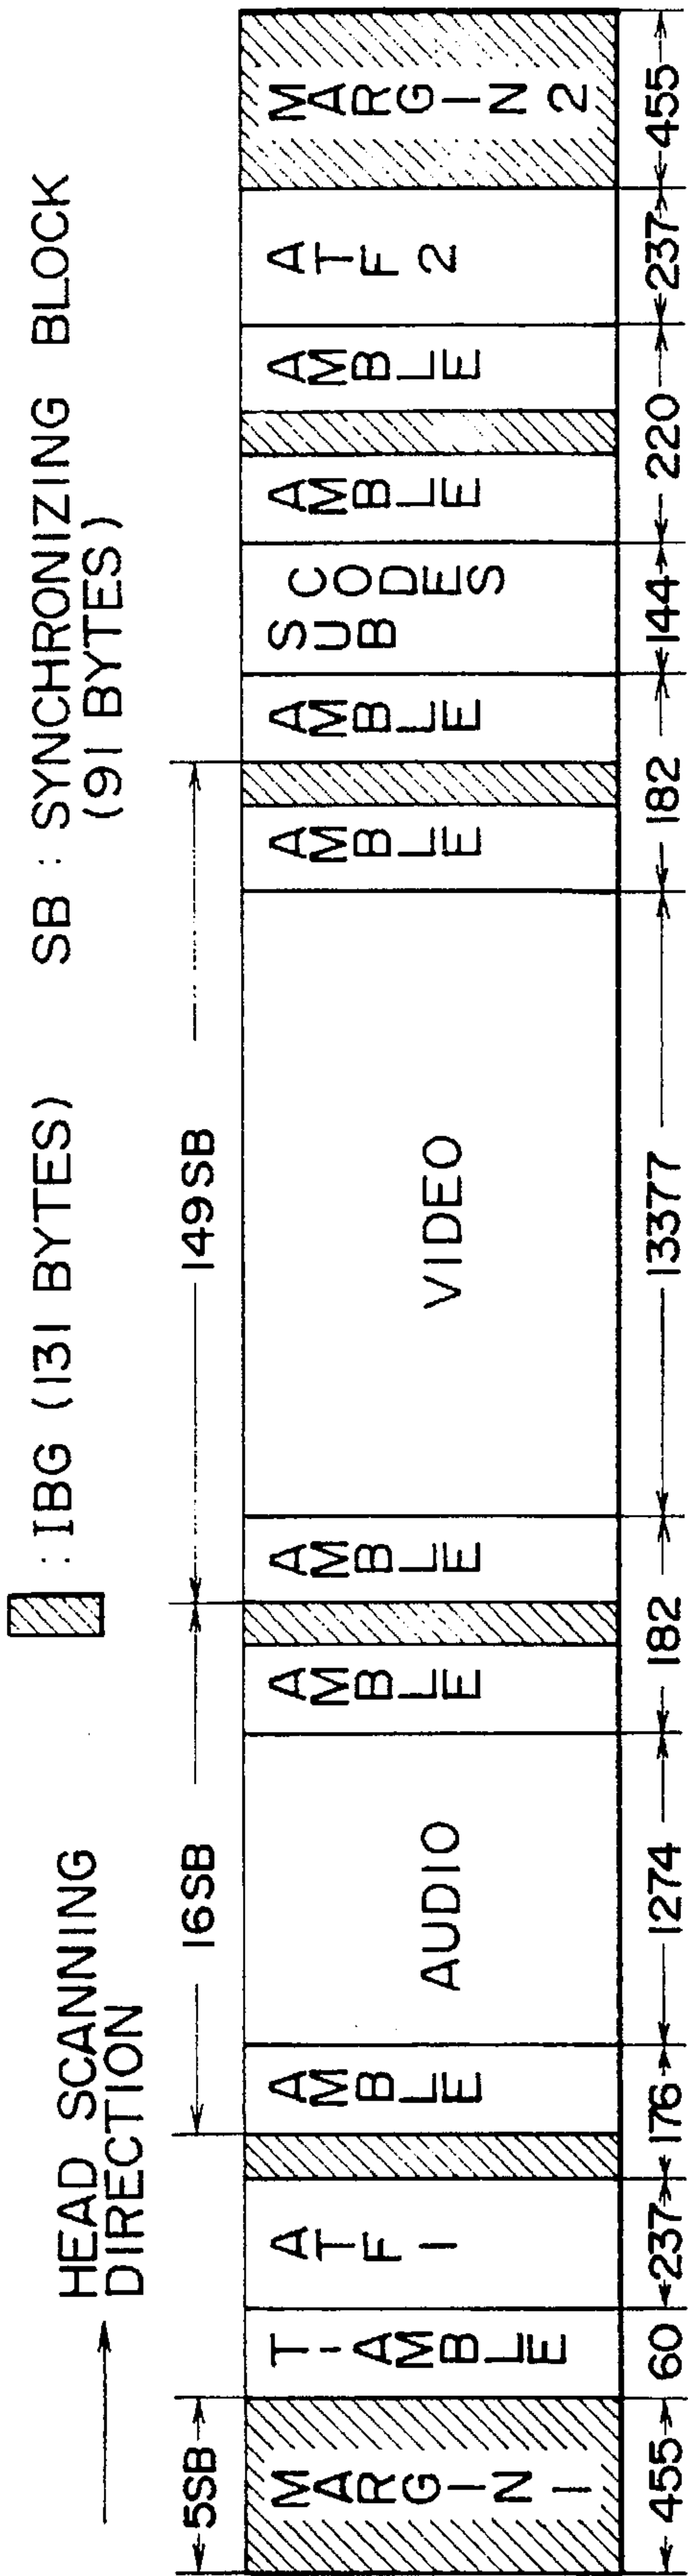 : IBG (131 BYTES)
SB : SYNCHRONIZING BLOCK
(91 BYTES)
HEAD SCANNING
DIRECTION
5SB
16SB
149SB
MARGIN 1
T-AMBLE
ATF 1
AMBLE
AUDIO
AMBLE
AMBLE
VIDEO
AMBLE
AMBLE
SUB
CODES
AMBLE
AMBLE
ATF 2
MARGIN 2
455
60
237
176
1274
182
13377
182
144
220
237
455